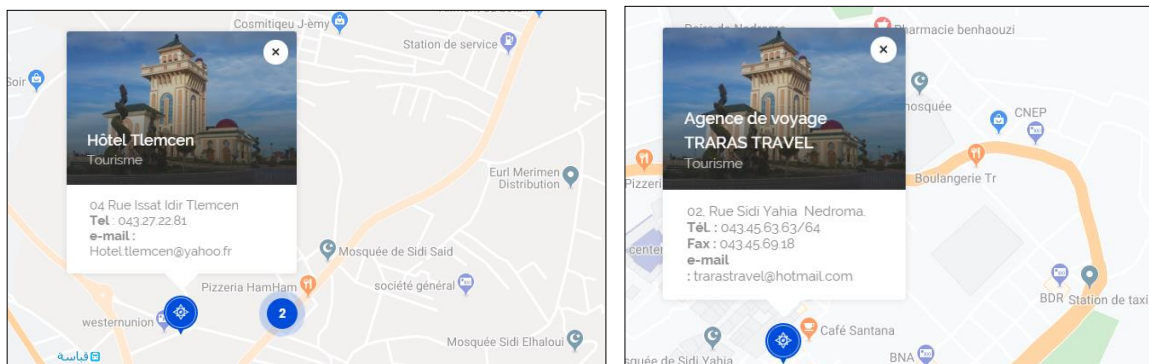 Cosmitiqeu J-èmy
Station de service
Soir
×
Hôtel Tlemcen
Tourisme
04 Rue Issat Idir Tlemcen
Tel : 043.27.22.81
e-mail :
Hotel.tlemcen@yahoo.fr
Eurl Merimen
Distribution
Mosquée de Sidi Said
Pizzeria HamHam
société général
westernunion
2
Mosquée Sidi Elhaloui
قباسة
Pharmacie benhaouzi
×
mosquée
CNEP
Agence de voyage
TRARAS TRAVEL
Tourisme
Pizzeri
Boulangerie Tr
02, Rue Sidi Yahia Nedroma.
Tél. : 043.45.63.63/64
Fax : 043.45.69.18
e-mail
: trarastravel@hotmail.com
center
BDR
Station de taxi
Café Santana
squée de Sidi Yahia
BNA